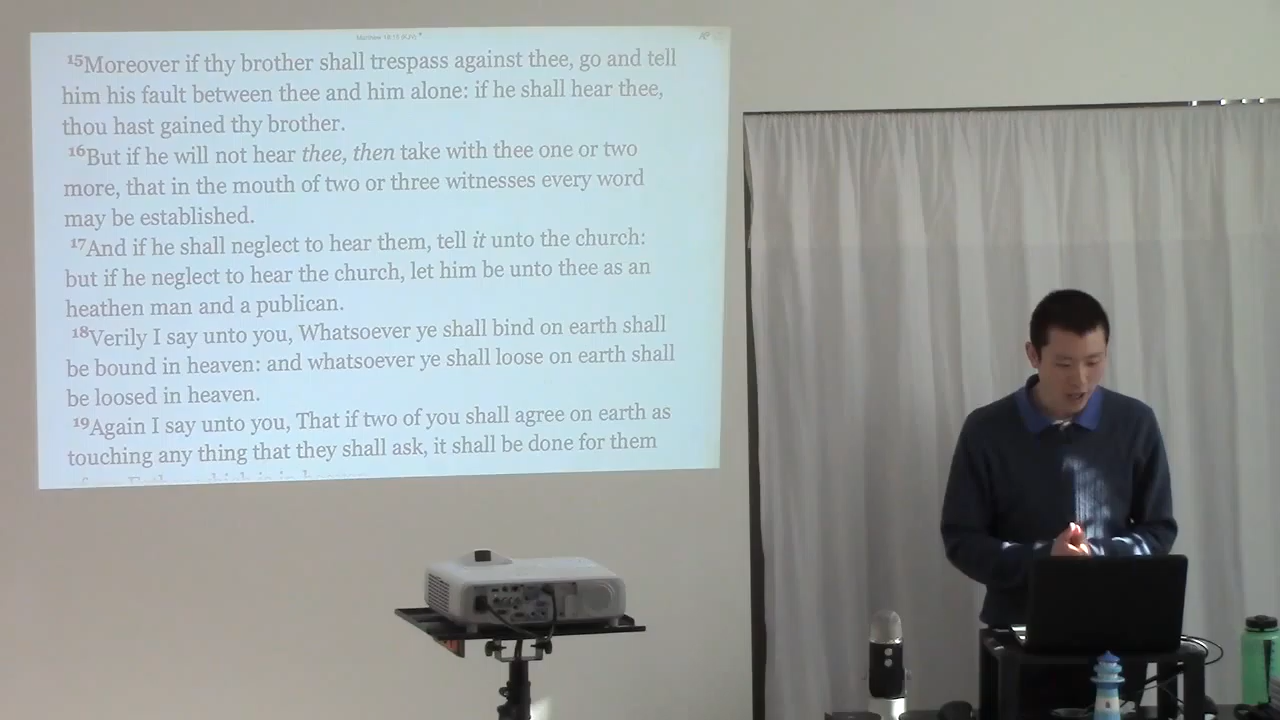 Matthew 18:15 (KJV)
15Moreover if thy brother shall trespass against thee, go and tell
him his fault between thee and him alone: if he shall hear thee,
thou hast gained thy brother.
16But if he will not hear thee, then take with thee one or two
more, that in the mouth of two or three witnesses every word
may be established.
17And if he shall neglect to hear them, tell it unto the church:
but if he neglect to hear the church, let him be unto thee as an
heathen man and a publican.
18Verily I say unto you, Whatsoever ye shall bind on earth shall
be bound in heaven: and whatsoever ye shall loose on earth shall
be loosed in heaven.
19Again I say unto you, That if two of you shall agree on earth as
touching any thing that they shall ask, it shall be done for them